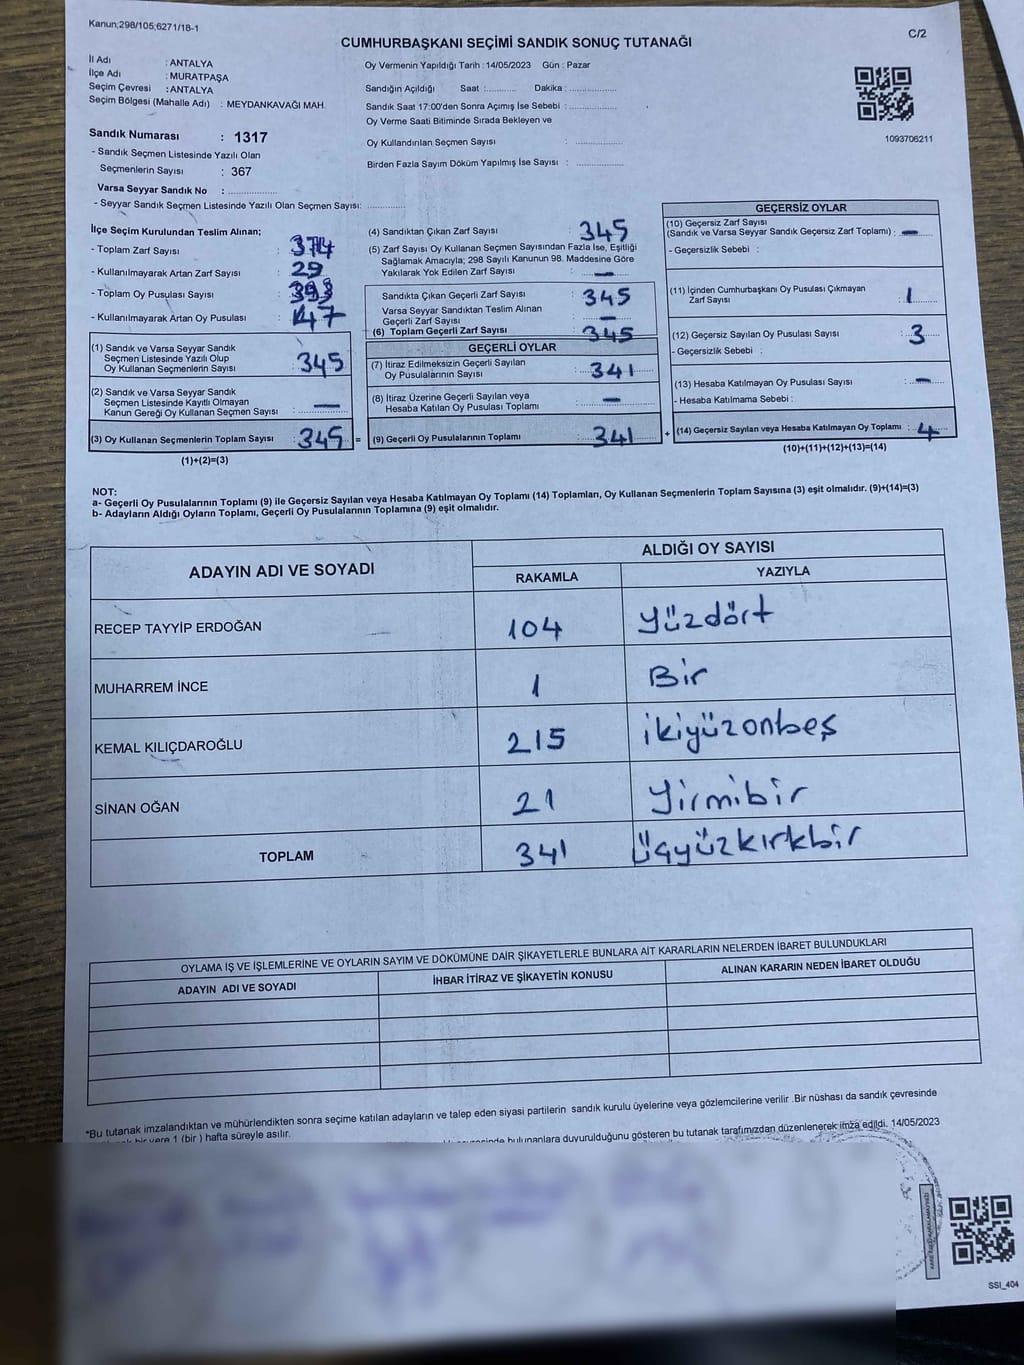 Kanun;298/105;6271/18-1
C/2
CUMHURBAŞKANI SEÇİMİ SANDIK SONUÇ TUTANAĞI
İl Adı : ANTALYA
İlçe Adı : MURATPAŞA
Seçim Çevresi : ANTALYA
Seçim Bölgesi (Mahalle Adı) : MEYDANKAVAĞI MAH.
Sandık Numarası : 1317
- Sandık Seçmen Listesinde Yazılı Olan
Seçmenlerin Sayısı : 367
Varsa Seyyar Sandık No :
- Seyyar Sandık Seçmen Listesinde Yazılı Olan Seçmen Sayısı:
Oy Vermenin Yapıldığı Tarih : 14/05/2023 Gün : Pazar
Sandığın Açıldığı Saat : Dakika :
Sandık Saat 17:00'den Sonra Açımış İse Sebebi :
Oy Verme Saati Bitiminde Sırada Bekleyen ve
Oy Kullandırılan Seçmen Sayısı :
Birden Fazla Sayım Döküm Yapılmış İse Sayısı :
1093706211
İlçe Seçim Kurulundan Teslim Alınan;
- Toplam Zarf Sayısı :
- Kullanılmayarak Artan Zarf Sayısı : 29
- Toplam Oy Pusulası Sayısı :
- Kullanılmayarak Artan Oy Pusulası : 47
(1) Sandık ve Varsa Seyyar Sandık
Seçmen Listesinde Yazılı Olup
Oy Kullanan Seçmenlerin Sayısı : 345
(2) Sandık ve Varsa Seyyar Sandık
Seçmen Listesinde Kayıtlı Olmayan
Kanun Gereği Oy Kullanan Seçmen Sayısı : —
(3) Oy Kullanan Seçmenlerin Toplam Sayısı : 345 =
(1)+(2)=(3)
(4) Sandıktan Çıkan Zarf Sayısı : 345
(5) Zarf Sayısı Oy Kullanan Seçmen Sayısından Fazla İse, Eşitliği
Sağlamak Amacıyla; 298 Sayılı Kanunun 98. Maddesine Göre
Yakılarak Yok Edilen Zarf Sayısı : —
Sandıkta Çıkan Geçerli Zarf Sayısı : 345
Varsa Seyyar Sandıktan Teslim Alınan
Geçerli Zarf Sayısı : —
(6) Toplam Geçerli Zarf Sayısı : 345
GEÇERLİ OYLAR
(7) İtiraz Edilmeksizin Geçerli Sayılan
Oy Pusulalarının Sayısı : 341
(8) İtiraz Üzerine Geçerli Sayılan veya
Hesaba Katılan Oy Pusulası Toplamı : —
(9) Geçerli Oy Pusulalarının Toplamı : 341 +
GEÇERSİZ OYLAR
(10) Geçersiz Zarf Sayısı
(Sandık ve Varsa Seyyar Sandık Geçersiz Zarf Toplamı) : —
- Geçersizlik Sebebi :
(11) İçinden Cumhurbaşkanı Oy Pusulası Çıkmayan
Zarf Sayısı : 1
(12) Geçersiz Sayılan Oy Pusulası Sayısı : 3
- Geçersizlik Sebebi :
(13) Hesaba Katılmayan Oy Pusulası Sayısı : —
- Hesaba Katılmama Sebebi :
(14) Geçersiz Sayılan veya Hesaba Katılmayan Oy Toplamı : 4
(10)+(11)+(12)+(13)=(14)
NOT:
a- Geçerli Oy Pusulalarının Toplamı (9) ile Geçersiz Sayılan veya Hesaba Katılmayan Oy Toplamı (14) Toplamları, Oy Kullanan Seçmenlerin Toplam Sayısına (3) eşit olmalıdır. (9)+(14)=(3)
b- Adayların Aldığı Oyların Toplamı, Geçerli Oy Pusulalarının Toplamına (9) eşit olmalıdır.
ADAYIN ADI VE SOYADI
ALDIĞI OY SAYISI
RAKAMLA YAZIYLA
RECEP TAYYİP ERDOĞAN 104 yüzdört
MUHARREM İNCE 1 Bir
KEMAL KILIÇDAROĞLU 215 ikiyüzonbeş
SİNAN OĞAN 21 yirmibir
TOPLAM 341 üçyüzkırkbir
OYLAMA İŞ VE İŞLEMLERİNE VE OYLARIN SAYIM VE DÖKÜMÜNE DAİR ŞİKAYETLERLE BUNLARA AİT KARARLARIN NELERDEN İBARET BULUNDUKLARI
ADAYIN ADI VE SOYADI İHBAR İTİRAZ VE ŞİKAYETİN KONUSU ALINAN KARARIN NEDEN İBARET OLDUĞU
*Bu tutanak imzalandıktan ve mühürlendikten sonra seçime katılan adayların ve talep eden siyasi partilerin sandık kurulu üyelerine veya gözlemcilerine verilir .Bir nüshası da sandık çevresinde
bir yere 1 (bir ) hafta süreyle asılır.
bulunanlara duyurulduğunu gösteren bu tutanak tarafımızdan düzenlenerek imza edildi. 14/05/2023
SSI_404